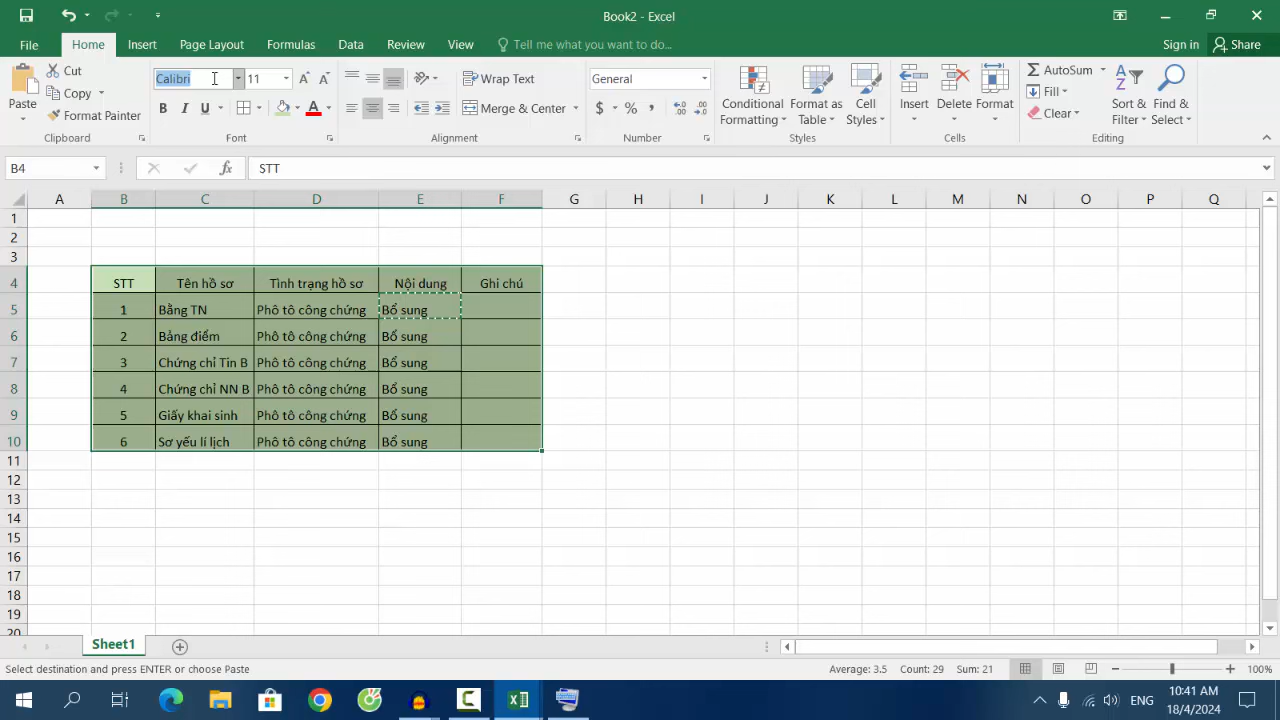 Book2 - Excel
File Home Insert Page Layout Formulas Data Review View Tell me what you want to do... Sign in Share
Paste Cut Copy Format Painter Clipboard
Calibri 11 B I U A Font
Wrap Text Merge & Center Alignment
General $ % , Number
Conditional Formatting Format as Table Cell Styles Styles
Insert Delete Format Cells
AutoSum Fill Clear Sort & Filter Find & Select Editing
B4 fx STT
A B C D E F G H I J K L M N O P Q
1
2
3
4 STT Tên hồ sơ Tình trạng hồ sơ Nội dung Ghi chú
5 1 Bằng TN Phô tô công chứng Bổ sung
6 2 Bảng điểm Phô tô công chứng Bổ sung
7 3 Chứng chỉ Tin B Phô tô công chứng Bổ sung
8 4 Chứng chỉ NN B Phô tô công chứng Bổ sung
9 5 Giấy khai sinh Phô tô công chứng Bổ sung
10 6 Sơ yếu lí lịch Phô tô công chứng Bổ sung
11
12
13
14
15
16
17
18
19
20
Sheet1
Select destination and press ENTER or choose Paste Average: 3.5 Count: 29 Sum: 21 100%
ENG 10:41 AM
18/4/2024